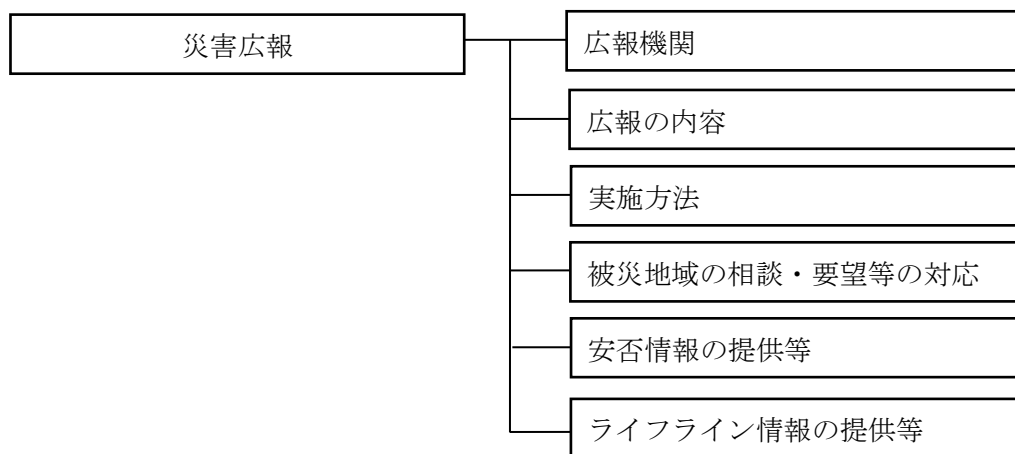 災害広報
広報機関
広報の内容
実施方法
被災地域の相談・要望等の対応
安否情報の提供等
ライフライン情報の提供等